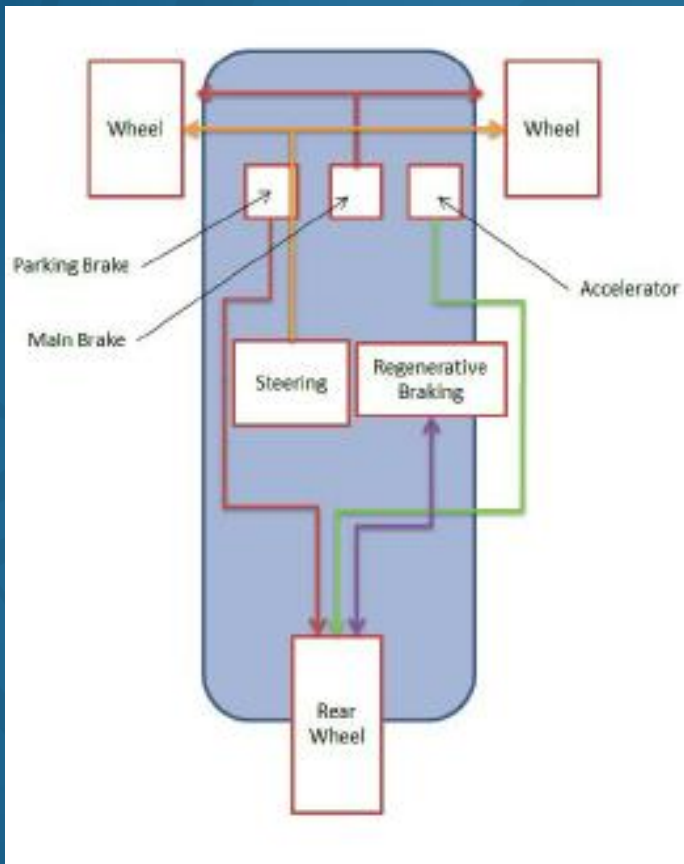 Wheel
Wheel
Parking Brake
Main Brake
Accelerator
Steering
Regenerative
Braking
Rear
Wheel